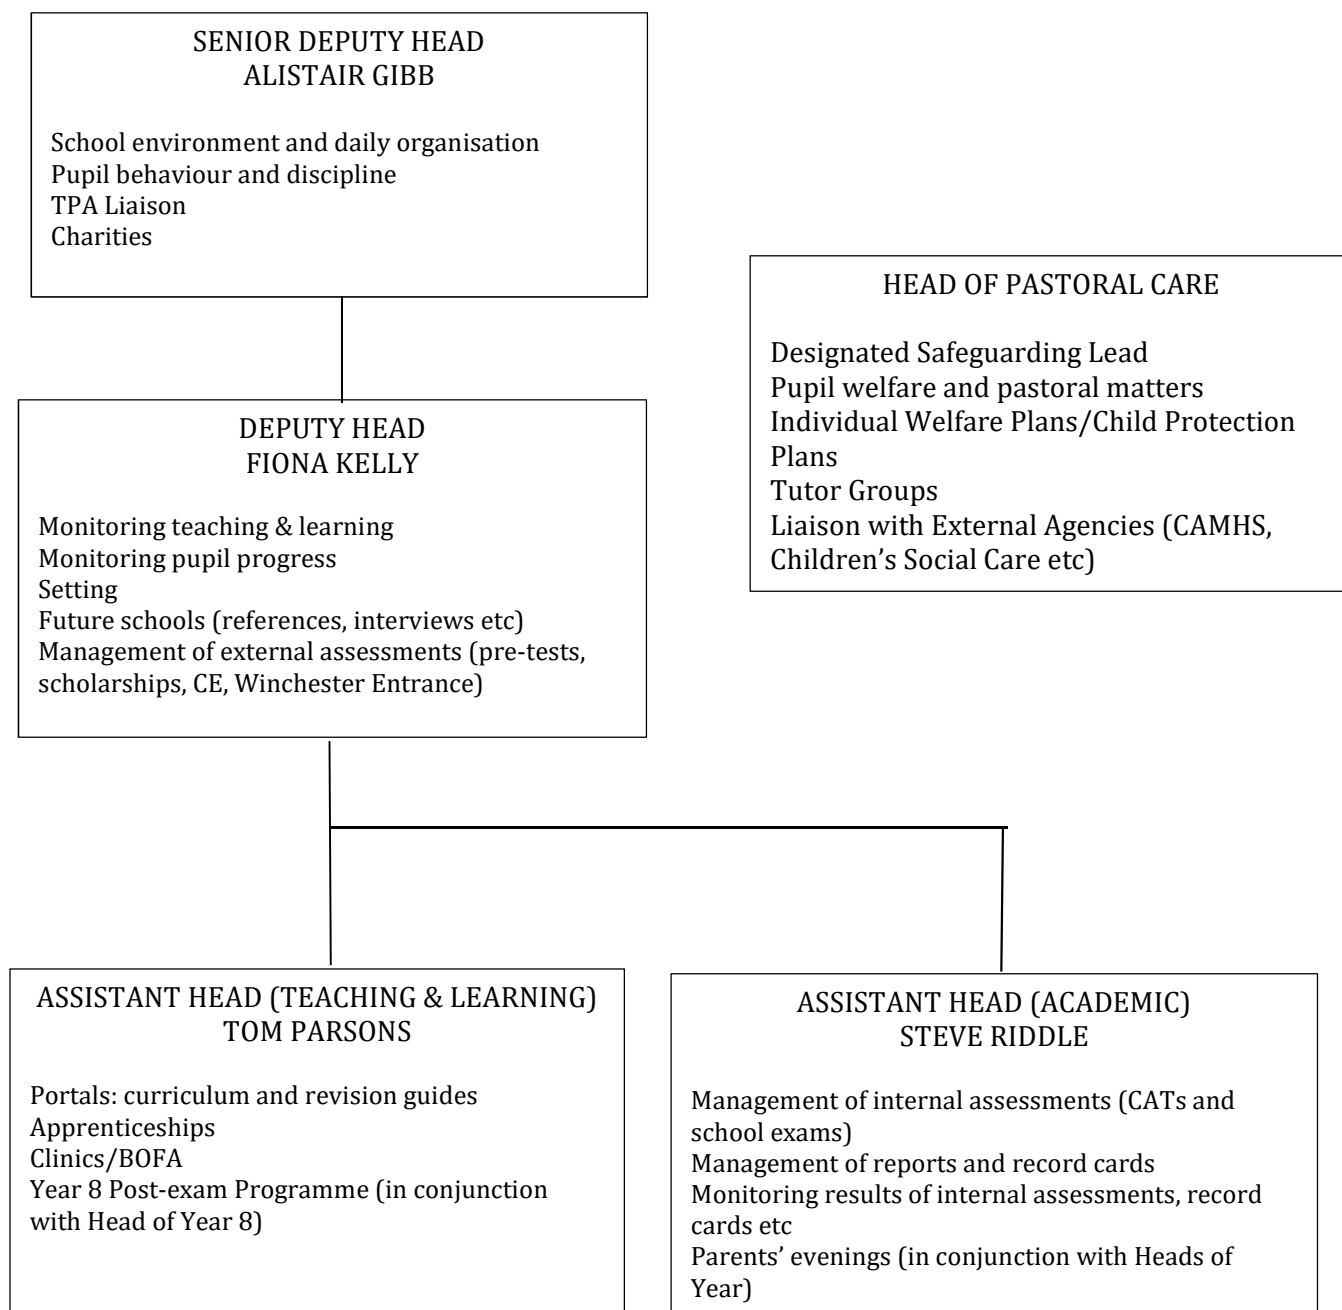 SENIOR DEPUTY HEAD
ALISTAIR GIBB
School environment and daily organisation
Pupil behaviour and discipline
TPA Liaison
Charities
HEAD OF PASTORAL CARE
Designated Safeguarding Lead
Pupil welfare and pastoral matters
Individual Welfare Plans/Child Protection
Plans
Tutor Groups
Liaison with External Agencies (CAMHS,
Children’s Social Care etc)
DEPUTY HEAD
FIONA KELLY
Monitoring teaching & learning
Monitoring pupil progress
Setting
Future schools (references, interviews etc)
Management of external assessments (pre-tests,
scholarships, CE, Winchester Entrance)
ASSISTANT HEAD (TEACHING & LEARNING)
TOM PARSONS
Portals: curriculum and revision guides
Apprenticeships
Clinics/BOFA
Year 8 Post-exam Programme (in conjunction
with Head of Year 8)
ASSISTANT HEAD (ACADEMIC)
STEVE RIDDLE
Management of internal assessments (CATs and
school exams)
Management of reports and record cards
Monitoring results of internal assessments, record
cards etc
Parents’ evenings (in conjunction with Heads of
Year)